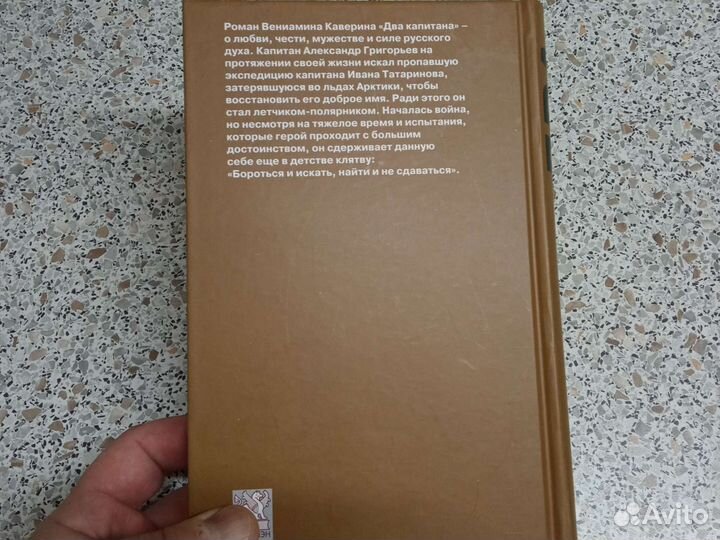 Роман Вениамина Каверина «Два капитана» –
о любви, чести, мужестве и силе русского
духа. Капитан Александр Григорьев на
протяжении своей жизни искал пропавшую
экспедицию капитана Ивана Татаринова,
затерявшуюся во льдах Арктики, чтобы
восстановить его доброе имя. Ради этого он
стал летчиком-полярником. Началась война,
но несмотря на тяжелое время и испытания,
которые герой проходит с большим
достоинством, он сдерживает данную
себе еще в детстве клятву:
«Бороться и искать, найти и не сдаваться».
Avito